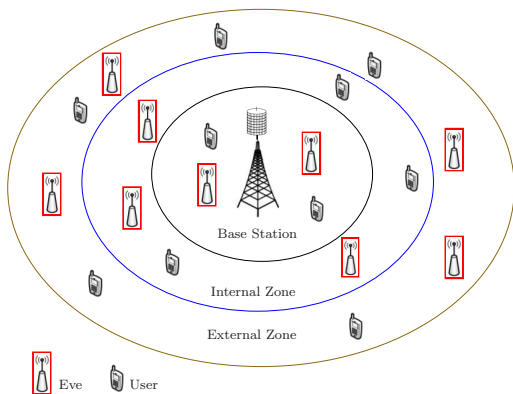 Base Station
Internal Zone
External Zone
Eve
User